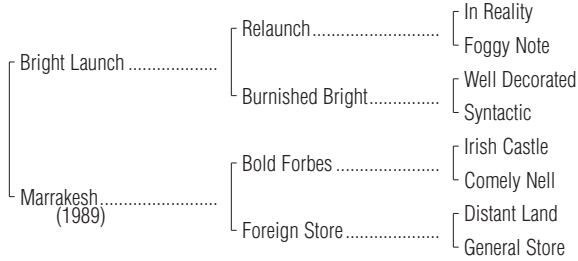 In Reality
Relaunch
Foggy Note
Bright Launch
Well Decorated
Burnished Bright
Syntactic
Irish Castle
Bold Forbes
Comely Nell
Marrakesh
(1989)
Distant Land
Foreign Store
General Store